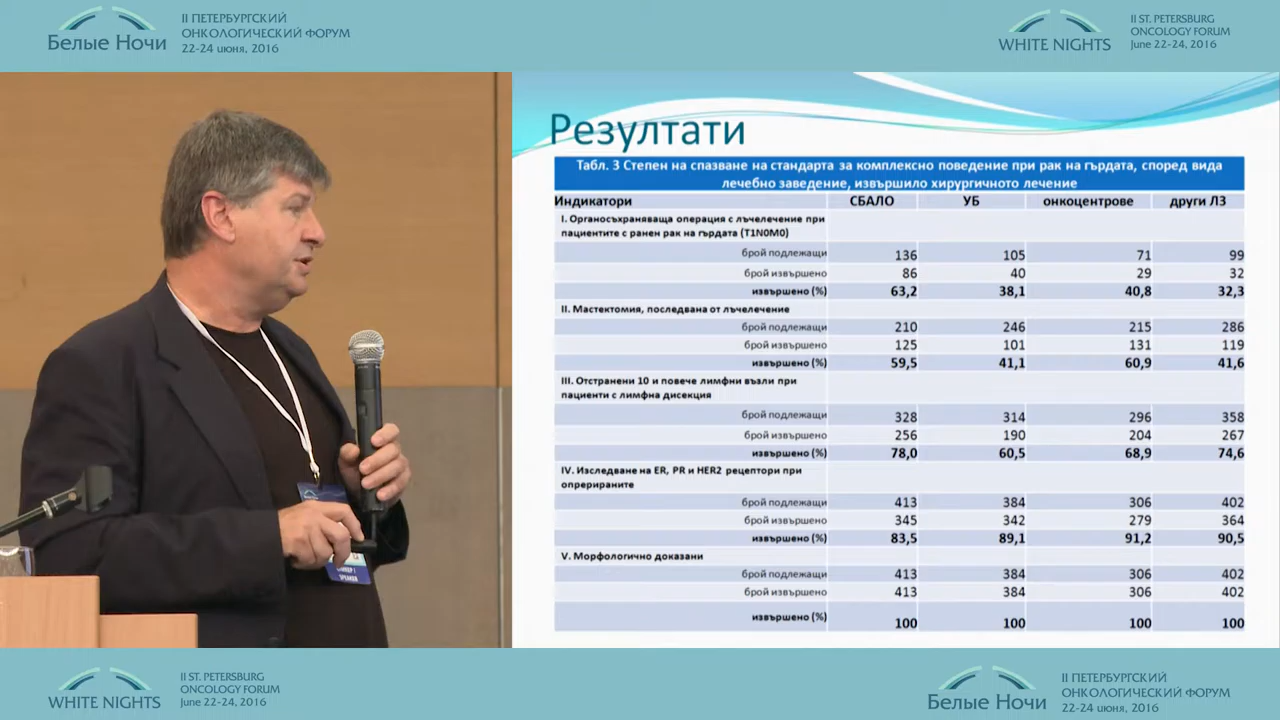 II ПЕТЕРБУРГСКИЙ
ОНКОЛОГИЧЕСКИЙ ФОРУМ
22-24 июня, 2016
Белые Ночи
WHITE NIGHTS
II ST. PETERSBURG
ONCOLOGY FORUM
June 22-24, 2016
Резултати
Табл. 3 Степен на спазване на стандарта за комплексно поведение при рак на гърдата, според вида
лечебно заведение, извършило хирургичното лечение
Индикатори СБАЛО УБ онкоцентрове други ЛЗ
I. Органосъхраняваща операция с лъчелечение при
пациентите с ранен рак на гърдата (T1N0M0)
брой подлежащи 136 105 71 99
брой извършено 86 40 29 32
извършено (%) 63,2 38,1 40,8 32,3
II. Мастектомия, последвана от лъчелечение
брой подлежащи 210 246 215 286
брой извършено 125 101 131 119
извършено (%) 59,5 41,1 60,9 41,6
III. Отстранени 10 и повече лимфни възли при
пациенти с лимфна дисекция
брой подлежащи 328 314 296 358
брой извършено 256 190 204 267
извършено (%) 78,0 60,5 68,9 74,6
IV. Изследване на ER, PR и HER2 рецептори при
опрерираните
брой подлежащи 413 384 306 402
брой извършено 345 342 279 364
извършено (%) 83,5 89,1 91,2 90,5
V. Морфологично доказани
брой подлежащи 413 384 306 402
брой извършено 413 384 306 402
извършено (%) 100 100 100 100
WHITE NIGHTS
II ST. PETERSBURG
ONCOLOGY FORUM
June 22-24, 2016
Белые Ночи
II ПЕТЕРБУРГСКИЙ
ОНКОЛОГИЧЕСКИЙ ФОРУМ
22-24 июня, 2016